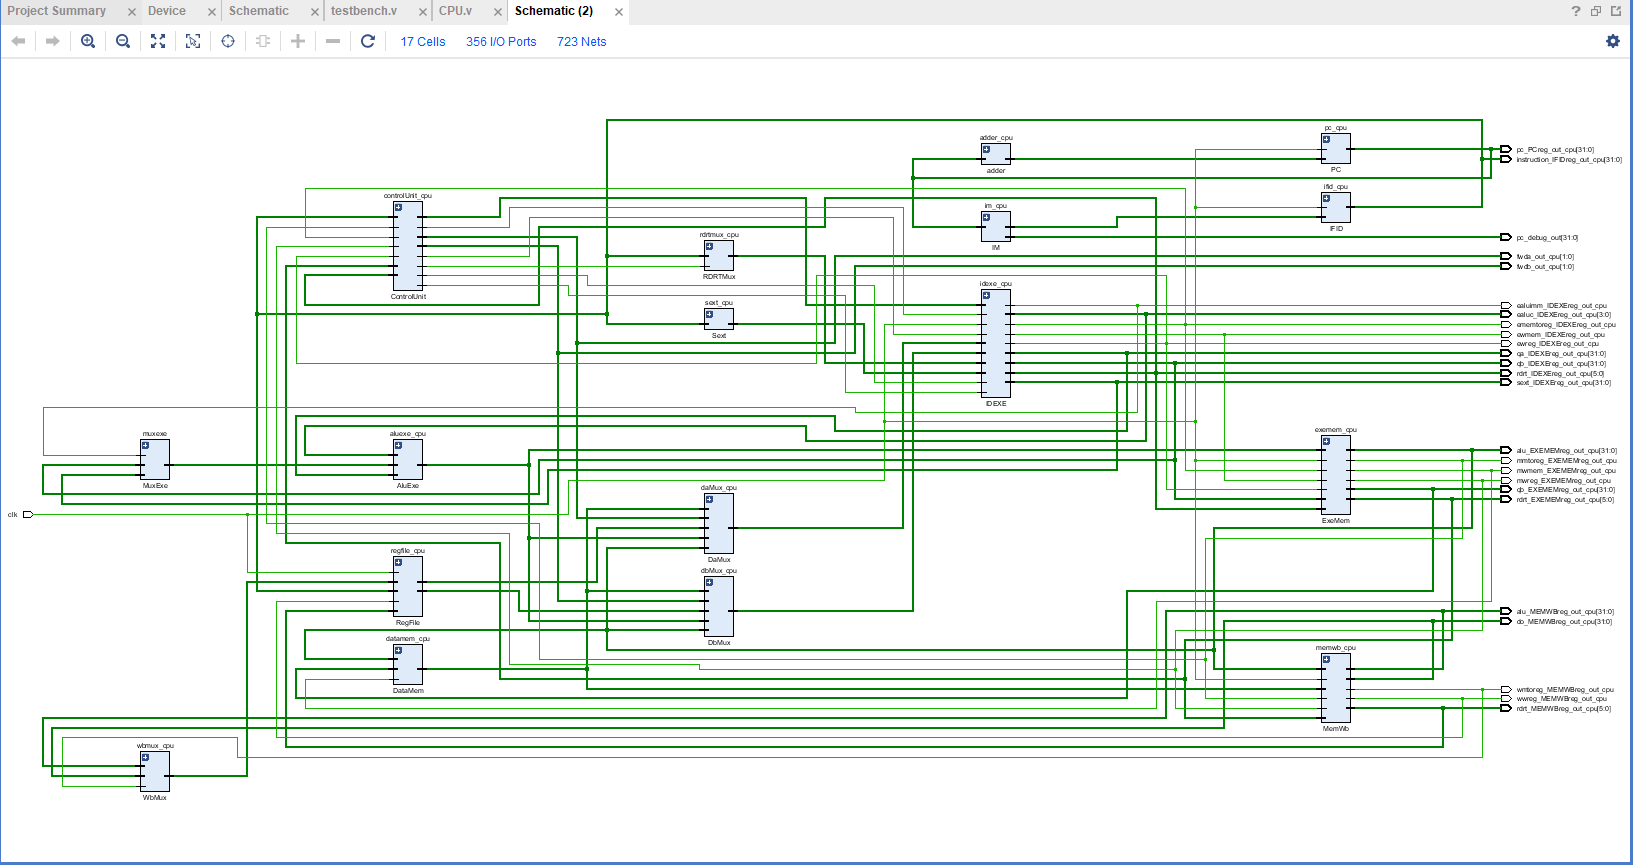 Project Summary × Device × Schematic × testbench.v × CPU.v × Schematic (2) ×
?
17 Cells 356 I/O Ports 723 Nets
pc_cpu
adder_cpu
pc_PCreg_out_cpu[31:0]
instruction_IFIDreg_out_cpu[31:0]
adder
PC
ifid_cpu
controlUnit_cpu
im_cpu
IFID
rdrtmux_cpu
pc_debug_out[31:0]
IM
fwda_out_cpu[1:0]
fwdb_out_cpu[1:0]
RDRTMux
idexe_cpu
ControlUnit
sext_cpu
ealuimm_IDEXEreg_out_cpu
ealuc_IDEXEreg_out_cpu[3:0]
ememtoreg_IDEXEreg_out_cpu
Sext
ewmem_IDEXEreg_out_cpu
ewreg_IDEXEreg_out_cpu
qa_IDEXEreg_out_cpu[31:0]
qb_IDEXEreg_out_cpu[31:0]
rdrt_IDEXEreg_out_cpu[5:0]
sext_IDEXEreg_out_cpu[31:0]
IDEXE
exemem_cpu
muxexe
aluexe_cpu
alu_EXEMEMreg_out_cpu[31:0]
mmtoreg_EXEMEMreg_out_cpu
mwmem_EXEMEMreg_out_cpu
mwreg_EXEMEMreg_out_cpu
MuxExe
AluExe
daMux_cpu
qb_EXEMEMreg_out_cpu[31:0]
rdrt_EXEMEMreg_out_cpu[5:0]
clk
ExeMem
regfile_cpu
DaMux
dbMux_cpu
alu_MEMWBreg_out_cpu[31:0]
do_MEMWBreg_out_cpu[31:0]
RegFile
datamem_cpu
DbMux
memwb_cpu
DataMem
wmtoreg_MEMWBreg_out_cpu
wwreg_MEMWBreg_out_cpu
rdrt_MEMWBreg_out_cpu[5:0]
MemWb
wbmux_cpu
WbMux